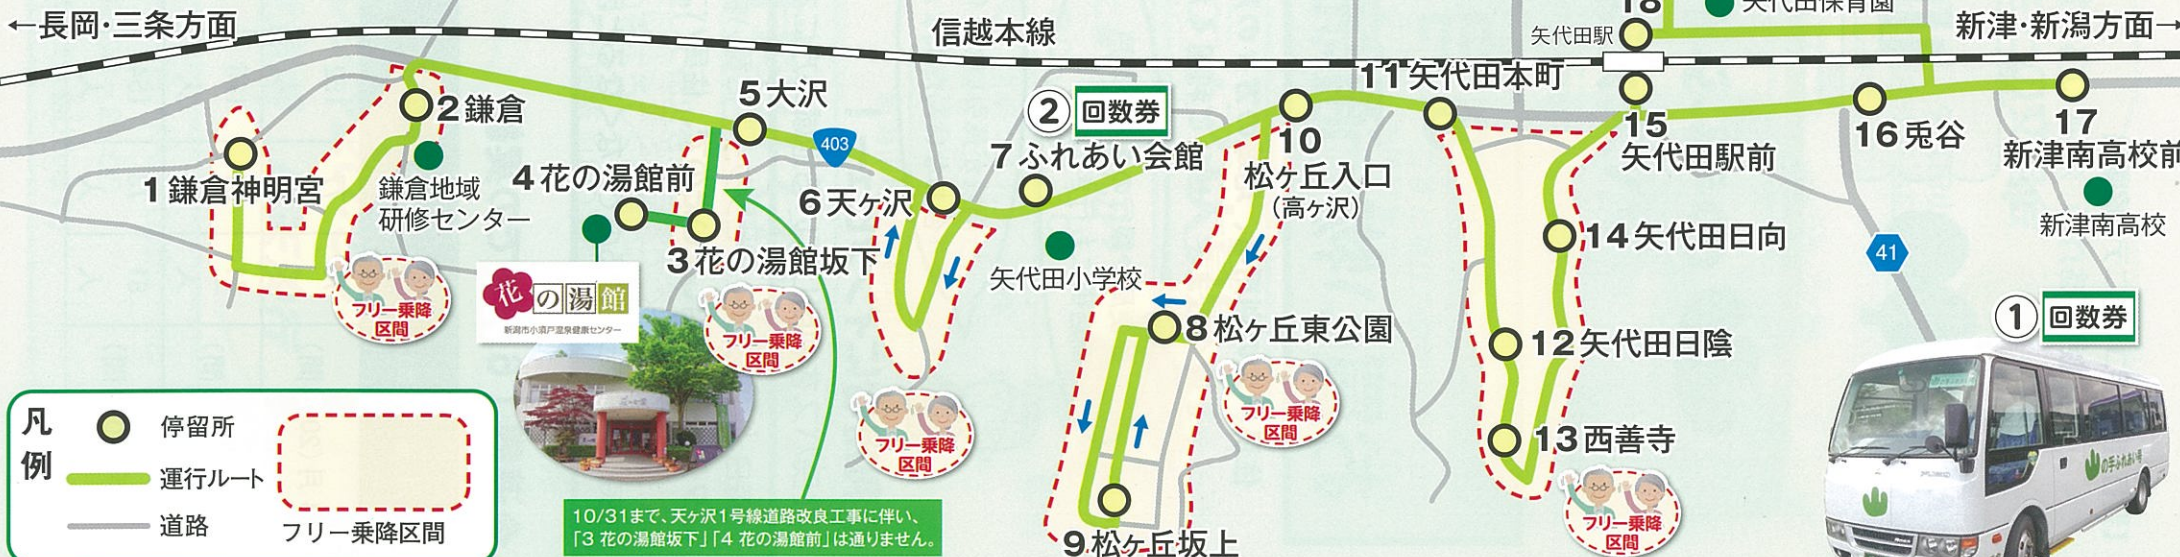 ←長岡・三条方面
信越本線
18
矢代田保育園
矢代田駅
新津・新潟方面→
1 鎌倉神明宮
2 鎌倉
鎌倉地域
研修センター
フリー乗降
区間
5 大沢
403
4 花の湯館前
3 花の湯館坂下
花の湯館
新潟市小須戸温泉健康センター
フリー乗降
区間
6 天ヶ沢
フリー乗降
区間
② 回数券
7 ふれあい会館
矢代田小学校
10
松ヶ丘入口
(高ヶ沢)
8 松ヶ丘東公園
フリー乗降
区間
9 松ヶ丘坂上
11 矢代田本町
15
矢代田駅前
14 矢代田日向
12 矢代田日陰
13 西善寺
フリー乗降
区間
16 兎谷
17
新津南高校前
新津南高校
41
① 回数券
の手ふれあい号
凡例
停留所
運行ルート
道路
フリー乗降区間
10/31まで、天ヶ沢1号線道路改良工事に伴い、
「3 花の湯館坂下」「4 花の湯館前」は通りません。